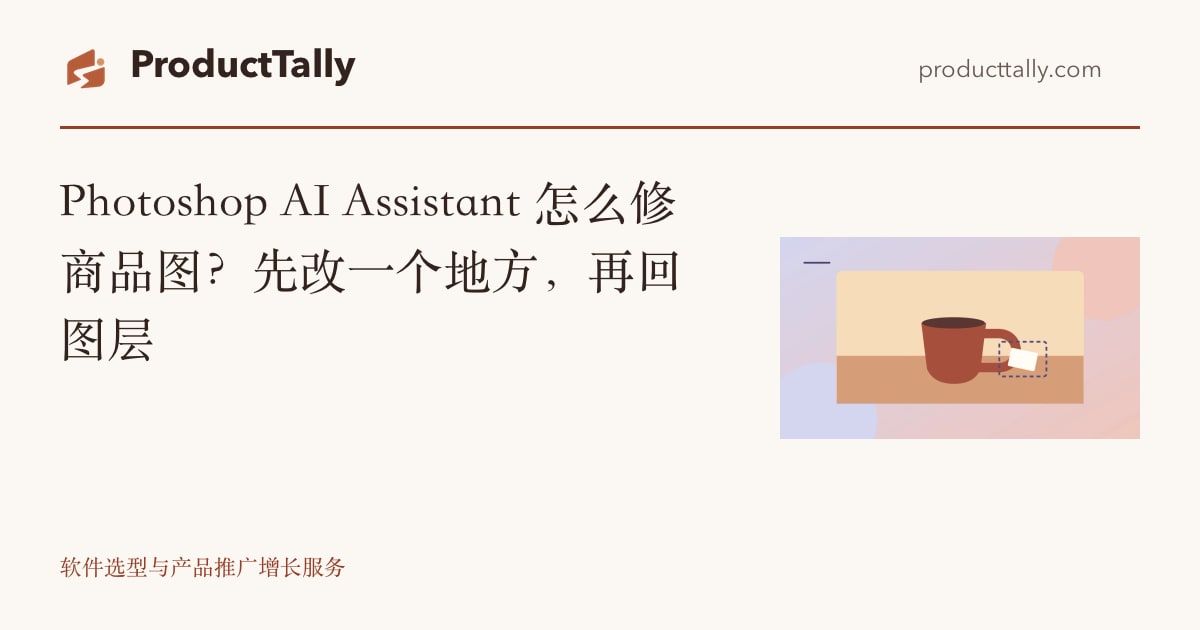 ProductTally
producttally.com
Photoshop AI Assistant 怎么修
商品图？先改一个地方，再回
图层
软件选型与产品推广增长服务